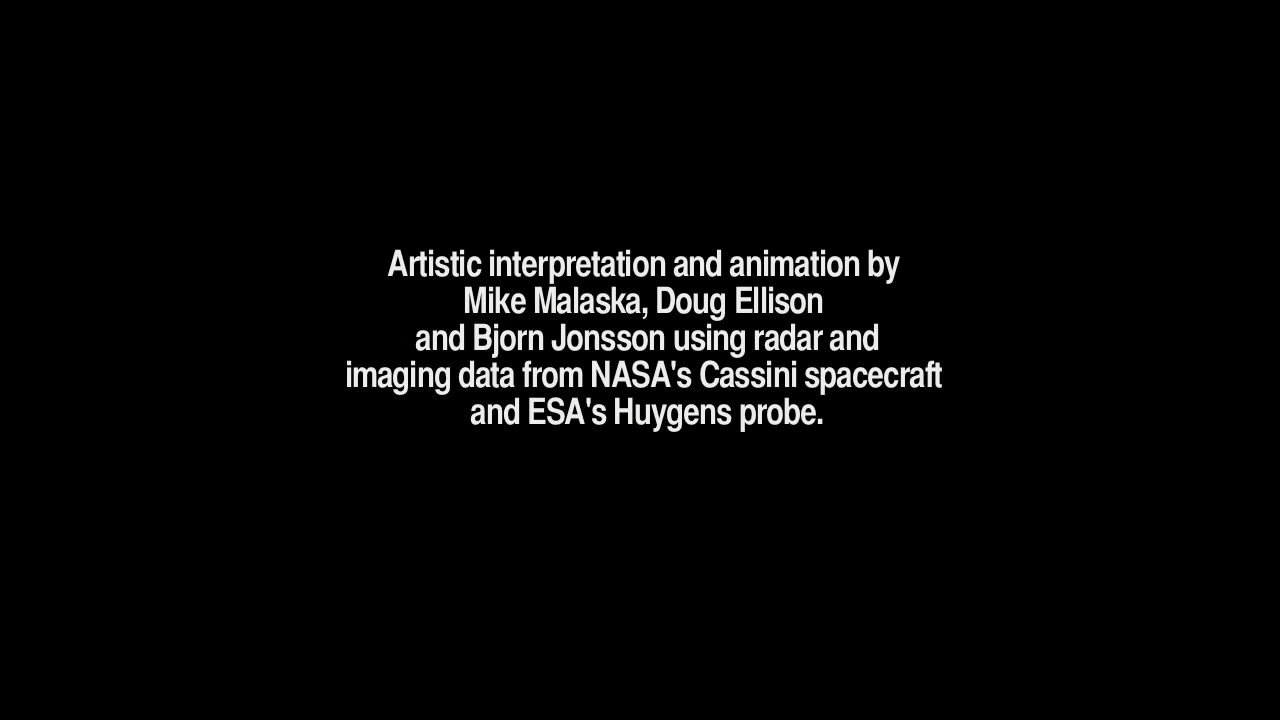 Artistic interpretation and animation by
Mike Malaska, Doug Ellison
and Bjorn Jonsson using radar and
imaging data from NASA's Cassini spacecraft
and ESA's Huygens probe.